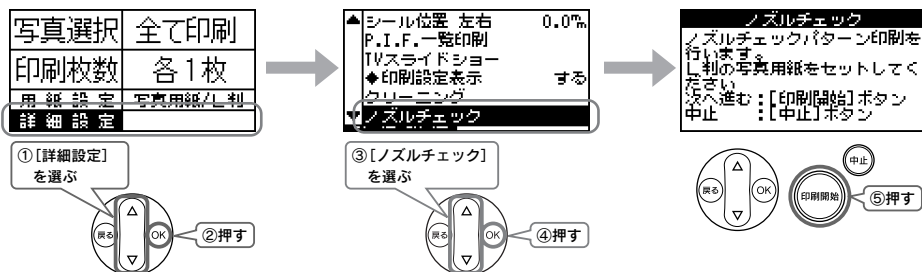 写真選択 全て印刷
印刷枚数 各1枚
用紙設定 写真用紙/L判
詳細設定
①[詳細設定]
を選ぶ
戻る
OK
②押す
シール位置 左右 0.0㎜
P.I.F.一覧印刷
TVスライドショー
◆印刷設定表示 する
クリーニング
ノズルチェック
③[ノズルチェック]
を選ぶ
戻る
OK
④押す
ノズルチェック
ノズルチェックパターン印刷を
行います。
L判の写真用紙をセットしてく
ださい
次へ進む:[印刷開始]ボタン
中止 :[中止]ボタン
戻る
OK
中止
印刷開始
⑤押す